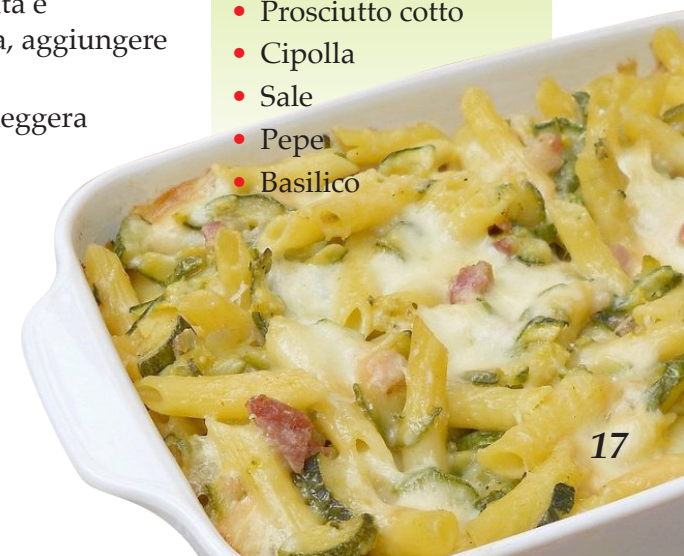 ta e
a, aggiungere
eggera
• Prosciutto cotto
• Cipolla
• Sale
• Pepe
• Basilico
17